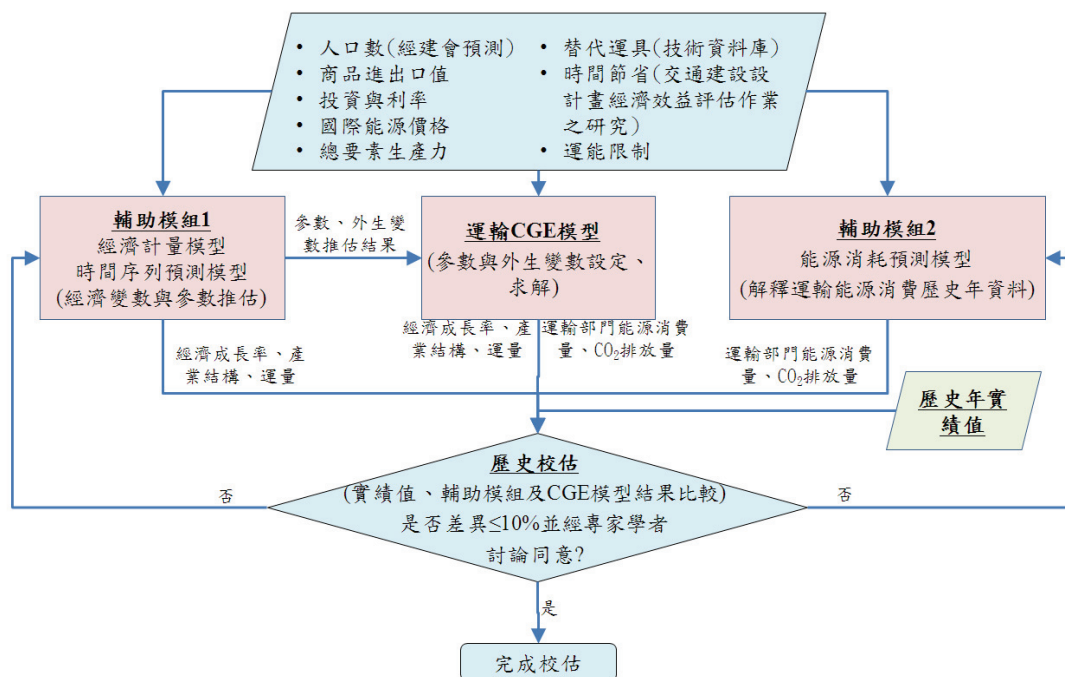 • 人口數(經建會預測)
• 商品進出口值
• 投資與利率
• 國際能源價格
• 總要素生產力
• 替代運具(技術資料庫)
• 時間節省(交通建設設
計畫經濟效益評估作業
之研究)
• 運能限制
輔助模組1
經濟計量模型
時間序列預測模型
(經濟變數與參數推估)
參數、外生變
數推估結果
運輸CGE模型
(參數與外生變數設定、
求解)
輔助模組2
能源消耗預測模型
(解釋運輸能源消費歷史年資料)
經濟成長率、產
業結構、運量
經濟成長率、產
業結構、運量
運輸部門能源消費
量、CO₂排放量
運輸部門能源消費
量、CO₂排放量
歷史年實
績值
歷史校估
(實績值、輔助模組及CGE模型結果比較)
是否差異≤10%並經專家學者
討論同意?
否
否
是
完成校估